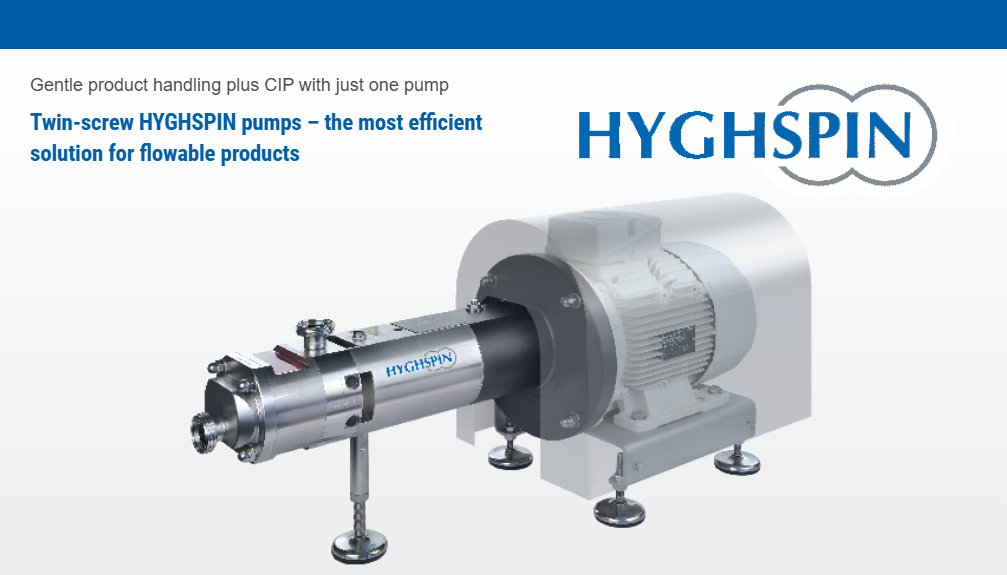 Gentle product handling plus CIP with just one pump
Twin-screw HYGHSPIN pumps – the most efficient
solution for flowable products
HYGHSPIN
HYGHSPIN